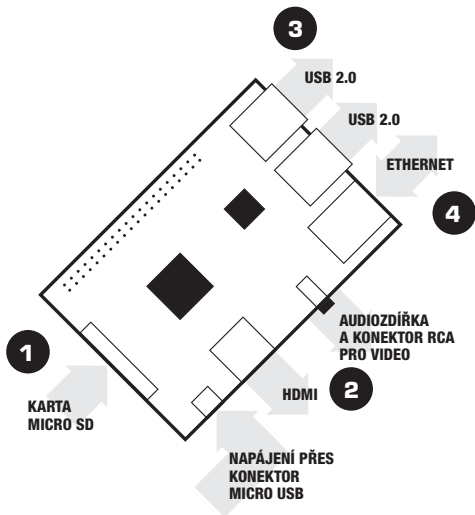 3
USB 2.0
USB 2.0
ETHERNET
4
AUDIOZDÍŘKA
A KONEKTOR RCA
PRO VIDEO
1
KARTA
MICRO SD
HDMI
2
NAPÁJENÍ PŘES
KONEKTOR
MICRO USB